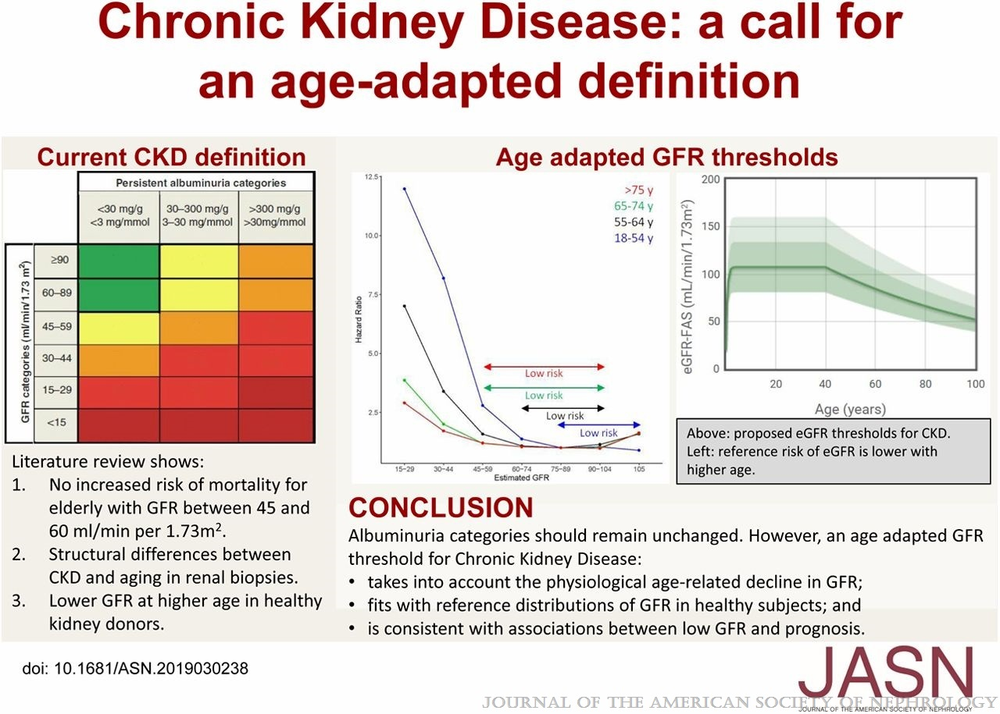 Chronic Kidney Disease: a call for
an age-adapted definition
Current CKD definition
Persistent albuminuria categories
<30 mg/g
<3 mg/mmol
30–300 mg/g
3–30 mg/mmol
>300 mg/g
>30mg/mmol
GFR categories (ml/min/1.73 m²)
≥90
60–89
45–59
30–44
15–29
<15
Literature review shows:
1. No increased risk of mortality for
elderly with GFR between 45 and
60 ml/min per 1.73m².
2. Structural differences between
CKD and aging in renal biopsies.
3. Lower GFR at higher age in healthy
kidney donors.
Age adapted GFR thresholds
12.5
10.0
7.5
5.0
2.5
Hazard Ratio
>75 y
65-74 y
55-64 y
18-54 y
Low risk
Low risk
Low risk
Low risk
15–29 30–44 45–59 60–74 75–89 90–104 105
Estimated GFR
200
150
100
50
0
eGFR-FAS (mL/min/1.73m²)
20 40 60 80 100
Age (years)
Above: proposed eGFR thresholds for CKD.
Left: reference risk of eGFR is lower with
higher age.
CONCLUSION
Albuminuria categories should remain unchanged. However, an age adapted GFR
threshold for Chronic Kidney Disease:
• takes into account the physiological age-related decline in GFR;
• fits with reference distributions of GFR in healthy subjects; and
• is consistent with associations between low GFR and prognosis.
doi: 10.1681/ASN.2019030238
JASN
JOURNAL OF THE AMERICAN SOCIETY OF NEPHROLOGY
JOURNAL OF THE AMERICAN SOCIETY OF NEPHROLOGY